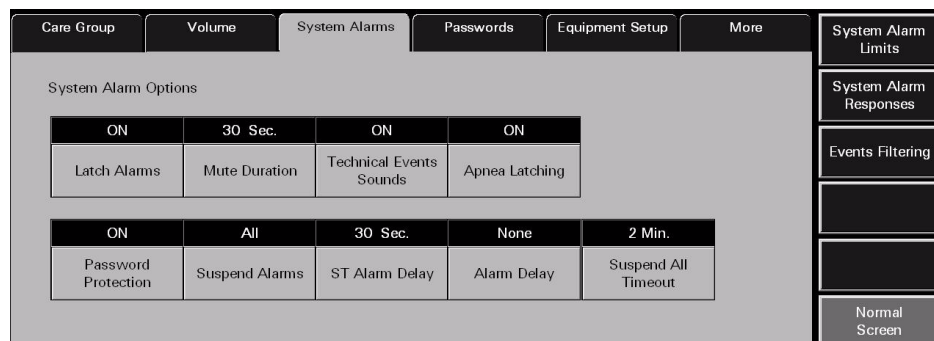 Care Group
Volume
System Alarms
Passwords
Equipment Setup
More
System Alarm Options
ON
30 Sec.
ON
ON
Latch Alarms
Mute Duration
Technical Events
Sounds
Apnea Latching
ON
All
30 Sec.
None
2 Min.
Password
Protection
Suspend Alarms
ST Alarm Delay
Alarm Delay
Suspend All
Timeout
System Alarm
Limits
System Alarm
Responses
Events Filtering
Normal
Screen